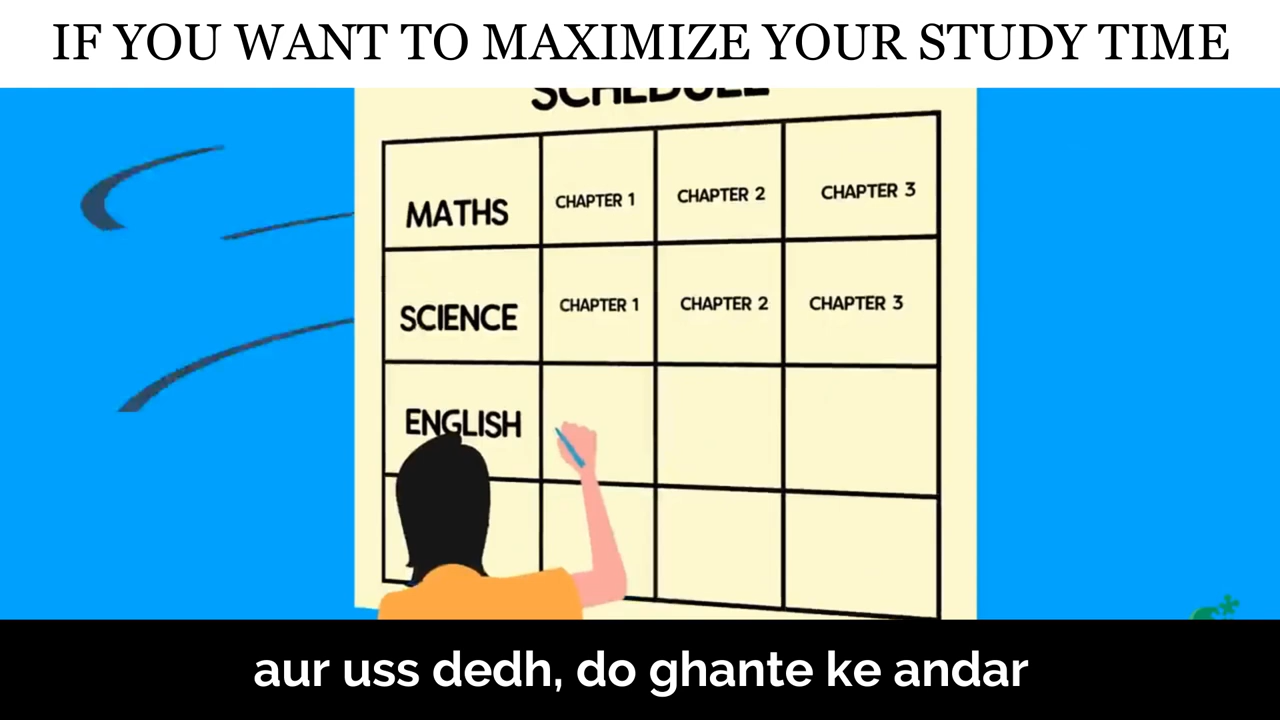 IF YOU WANT TO MAXIMIZE YOUR STUDY TIME
SCHEDULE
MATHS CHAPTER 1 CHAPTER 2 CHAPTER 3
SCIENCE CHAPTER 1 CHAPTER 2 CHAPTER 3
ENGLISH
aur uss dedh, do ghante ke andar